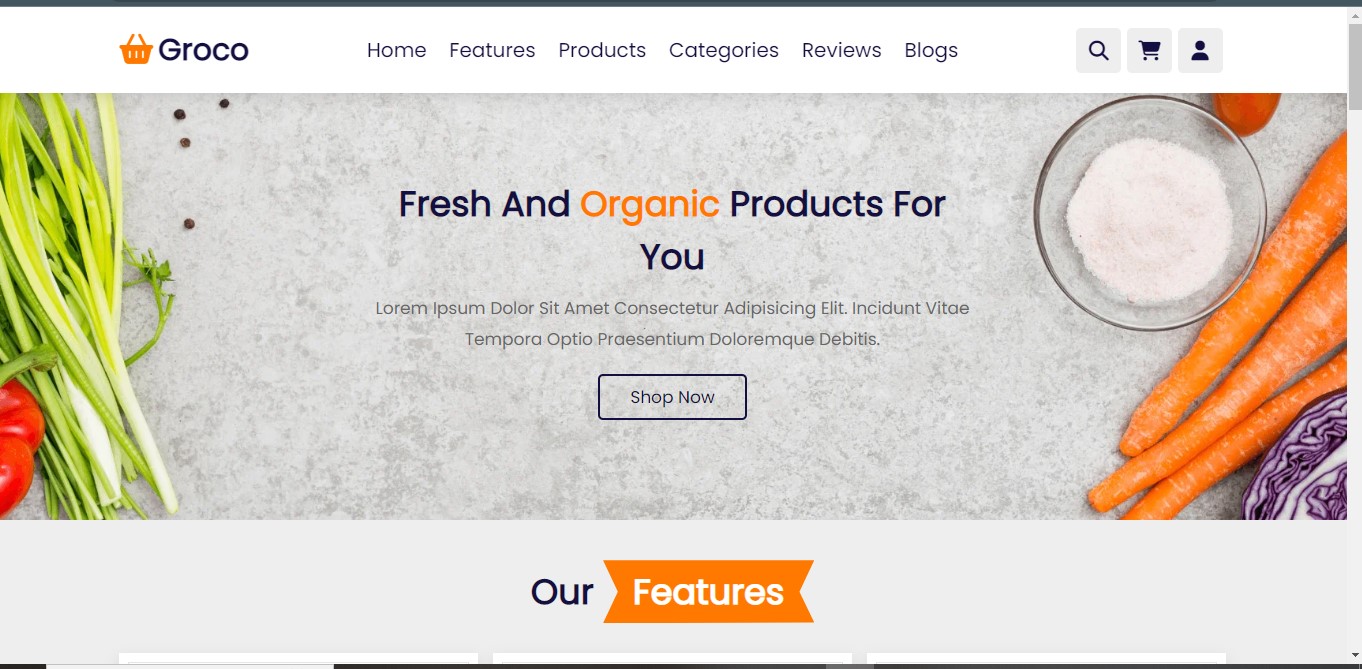 Groco
Home Features Products Categories Reviews Blogs
Fresh And Organic Products For
You
Lorem Ipsum Dolor Sit Amet Consectetur Adipisicing Elit. Incidunt Vitae
Tempora Optio Praesentium Doloremque Debitis.
Shop Now
Our Features